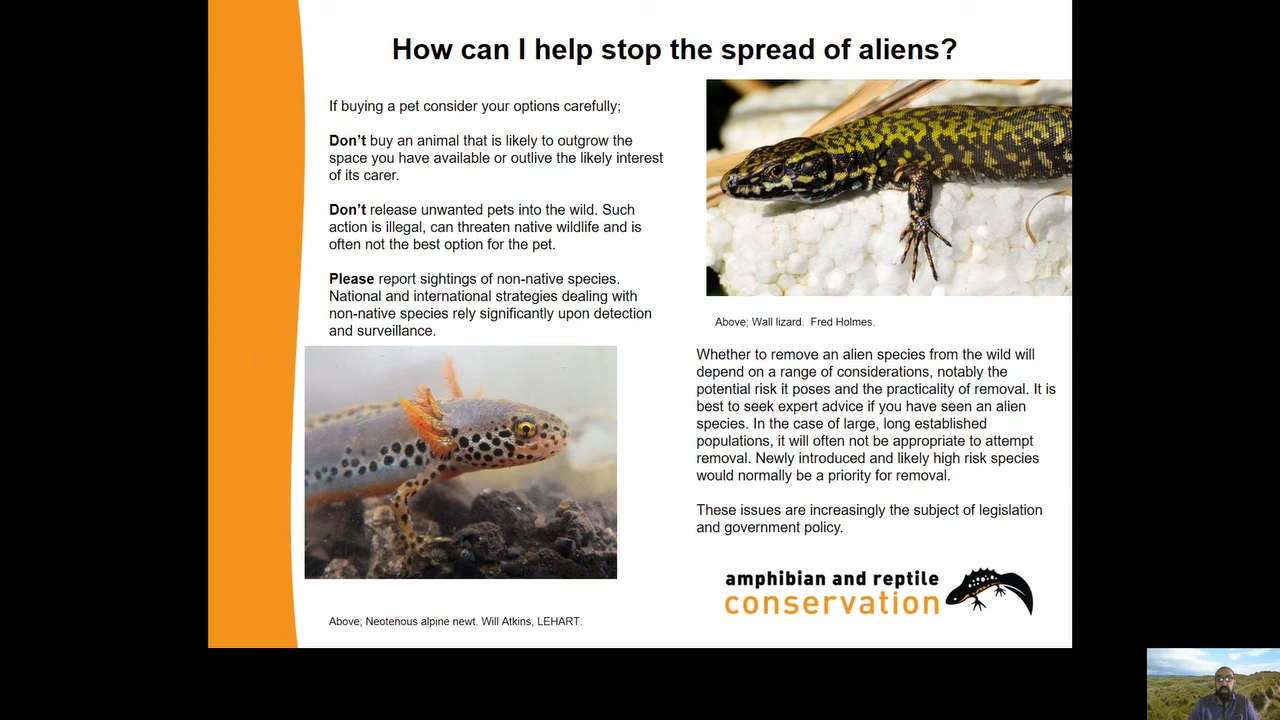 How can I help stop the spread of aliens?
If buying a pet consider your options carefully;
Don't buy an animal that is likely to outgrow the
space you have available or outlive the likely interest
of its carer.
Don't release unwanted pets into the wild. Such
action is illegal, can threaten native wildlife and is
often not the best option for the pet.
Please report sightings of non-native species.
National and international strategies dealing with
non-native species rely significantly upon detection
and surveillance.
Above; Neotenous alpine newt. Will Atkins, LEHART.
Above; Wall lizard. Fred Holmes.
Whether to remove an alien species from the wild will
depend on a range of considerations, notably the
potential risk it poses and the practicality of removal. It is
best to seek expert advice if you have seen an alien
species. In the case of large, long established
populations, it will often not be appropriate to attempt
removal. Newly introduced and likely high risk species
would normally be a priority for removal.
These issues are increasingly the subject of legislation
and government policy.
amphibian and reptile
conservation